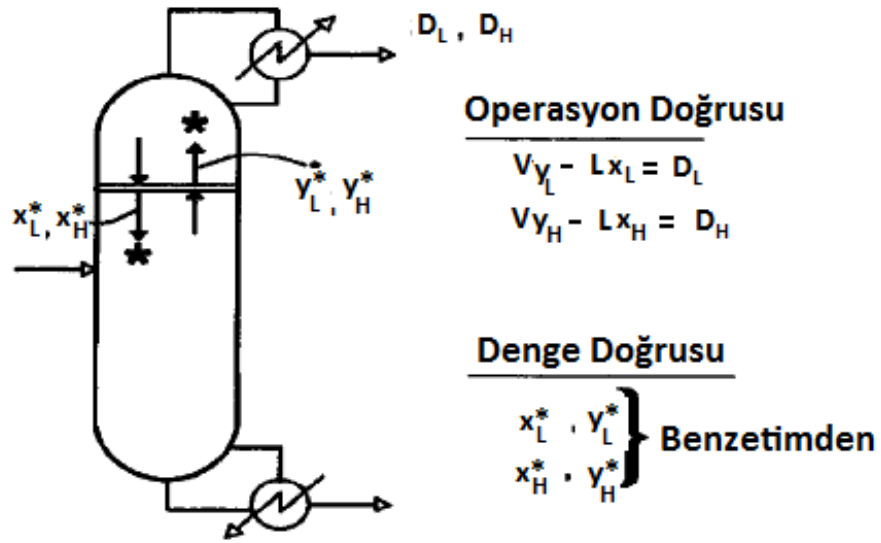 D_L , D_H
Operasyon Doğrusu
Vy_L - Lx_L = D_L
Vy_H - Lx_H = D_H
*
y*_L, y*_H
x*_L, x*_H
*
Denge Doğrusu
x*_L , y*_L
x*_H , y*_H
} Benzetimden